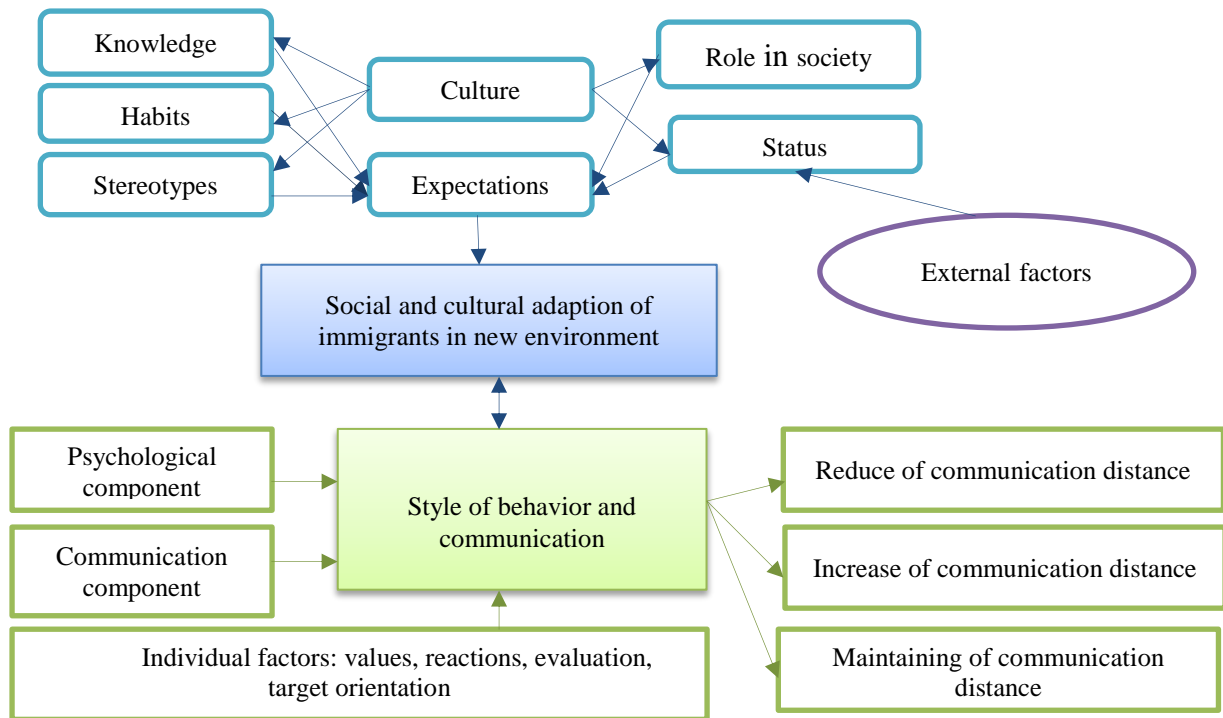 Knowledge
Culture
Role in society
Habits
Status
Stereotypes
Expectations
External factors
Social and cultural adaption of
immigrants in new environment
Psychological
component
Style of behavior and
communication
Reduce of communication distance
Communication
component
Increase of communication distance
Individual factors: values, reactions, evaluation,
target orientation
Maintaining of communication
distance